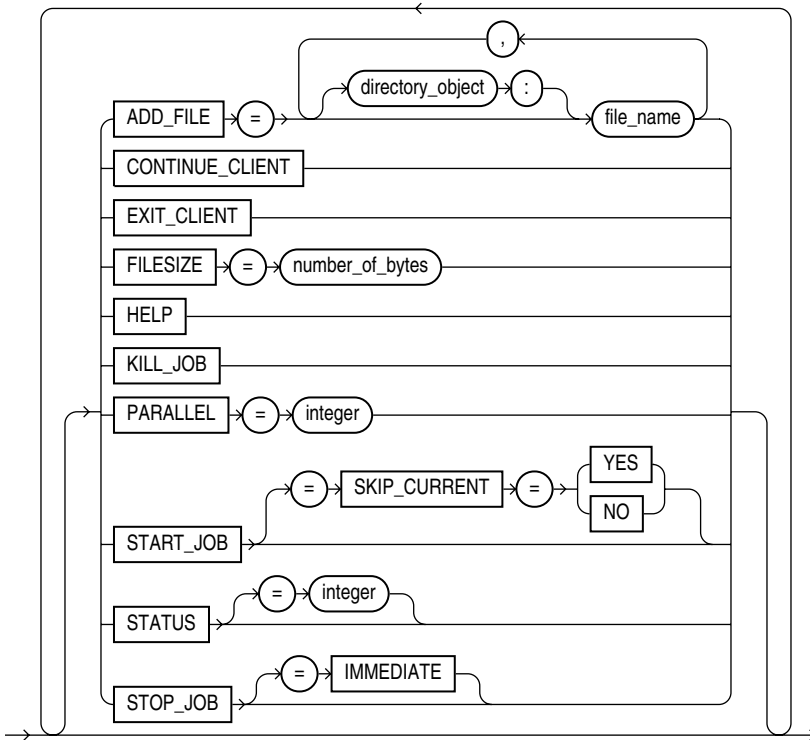 ,
directory_object :
ADD_FILE = file_name
CONTINUE_CLIENT
EXIT_CLIENT
FILESIZE = number_of_bytes
HELP
KILL_JOB
PARALLEL = integer
YES
= SKIP_CURRENT =
NO
START_JOB
= integer
STATUS
= IMMEDIATE
STOP_JOB